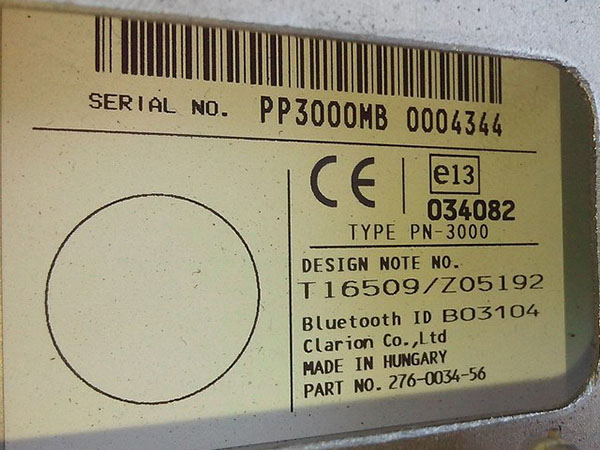 SERIAL NO. PP3000MB 0004344
CE e13
034082
TYPE PN-3000
DESIGN NOTE NO.
T16509/Z05192
Bluetooth ID B03104
Clarion Co.,Ltd
MADE IN HUNGARY
PART NO. 276-0034-56